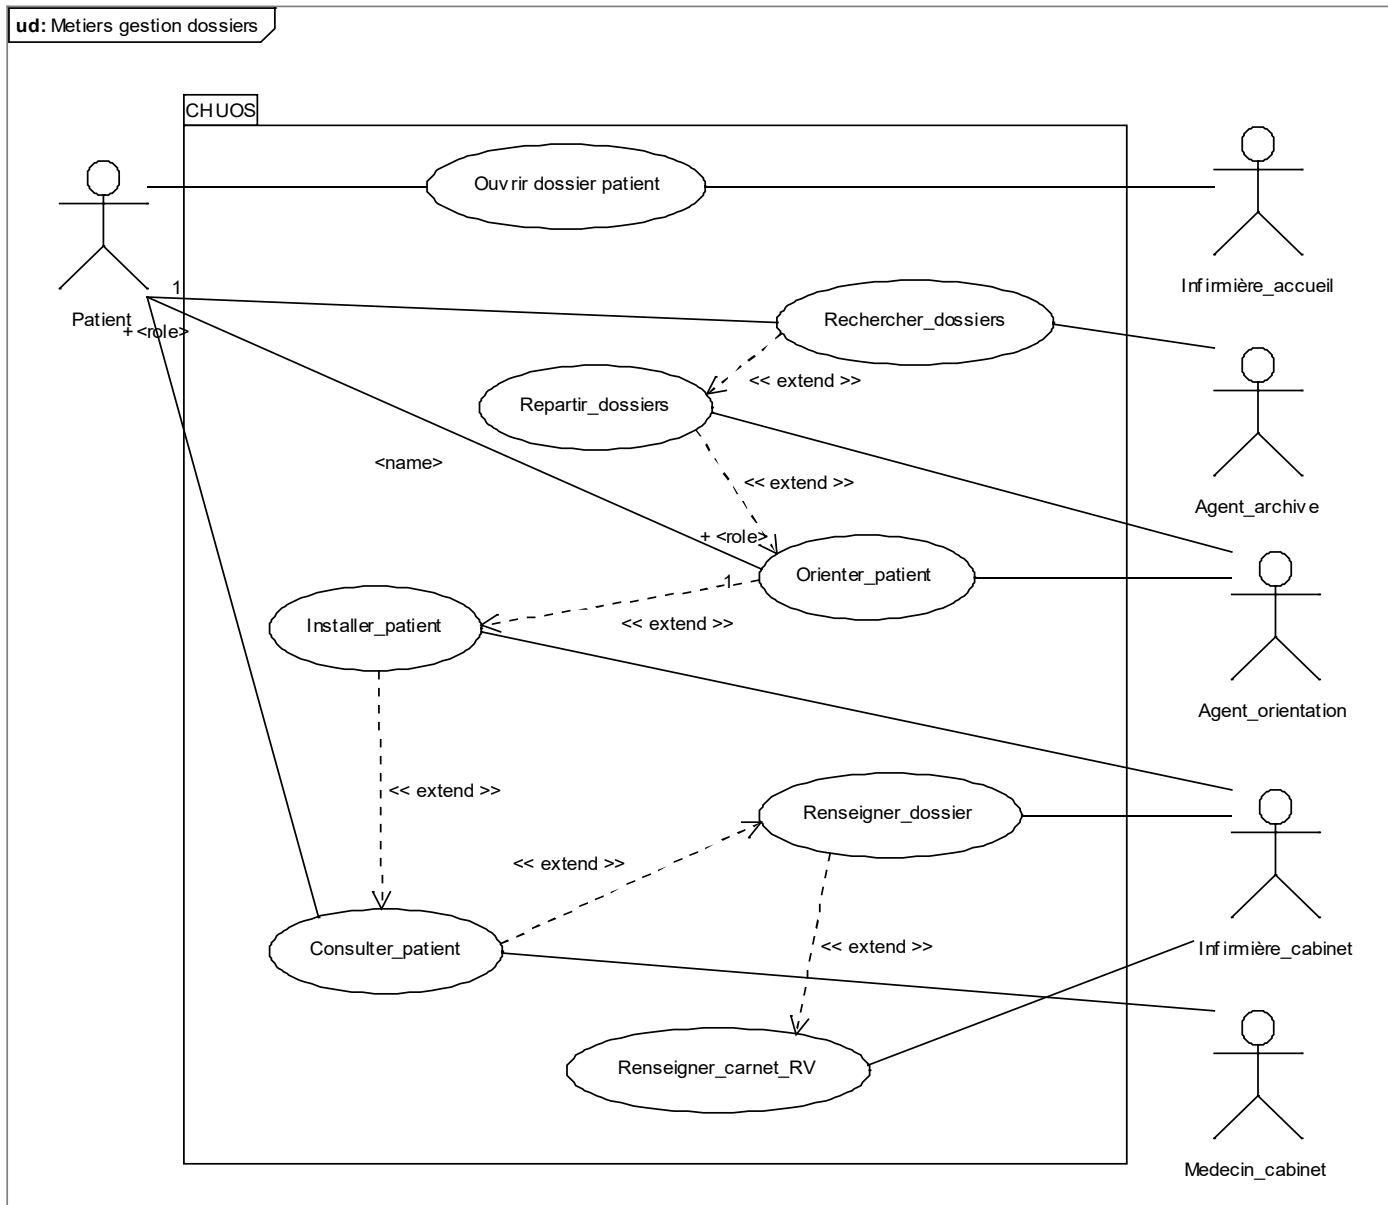 ud: Metiers gestion dossiers
CHUOS
Ouvrir dossier patient
Infirmière_accueil
1
Patient
+ <role>
Rechercher_dossiers
<< extend >>
Repartir_dossiers
<name>
<< extend >>
Agent_archive
+ <role>
Orienter_patient
1
<< extend >>
Installer_patient
Agent_orientation
<< extend >>
Renseigner_dossier
<< extend >>
Consulter_patient
<< extend >>
Infirmière_cabinet
Renseigner_carnet_RV
Medecin_cabinet